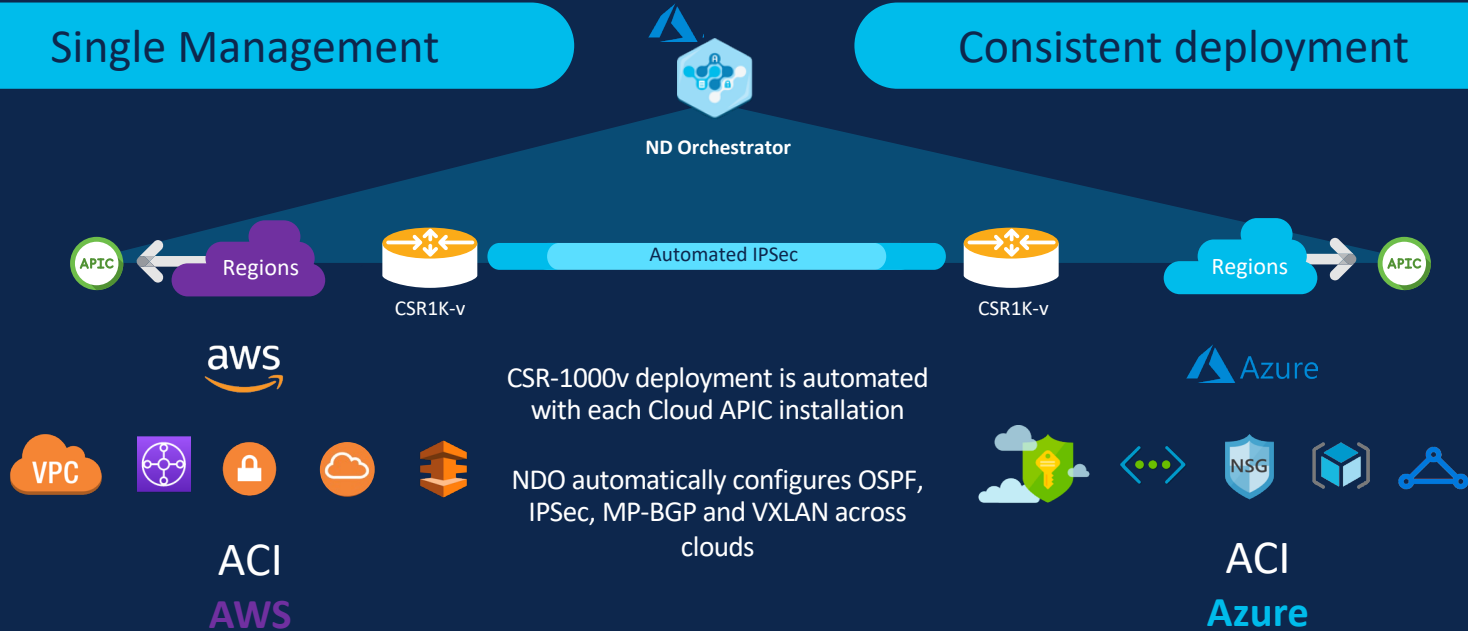 Single Management
Consistent deployment
ND Orchestrator
APIC
Regions
Automated IPSec
Regions
APIC
CSR1K-v
CSR1K-v
aws
Azure
CSR-1000v deployment is automated
with each Cloud APIC installation
VPC
NSG
NDO automatically configures OSPF,
IPSec, MP-BGP and VXLAN across
clouds
ACI
AWS
ACI
Azure